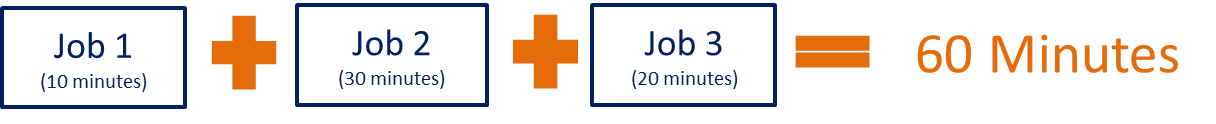 Job 1
(10 minutes)
Job 2
(30 minutes)
Job 3
(20 minutes)
60 Minutes